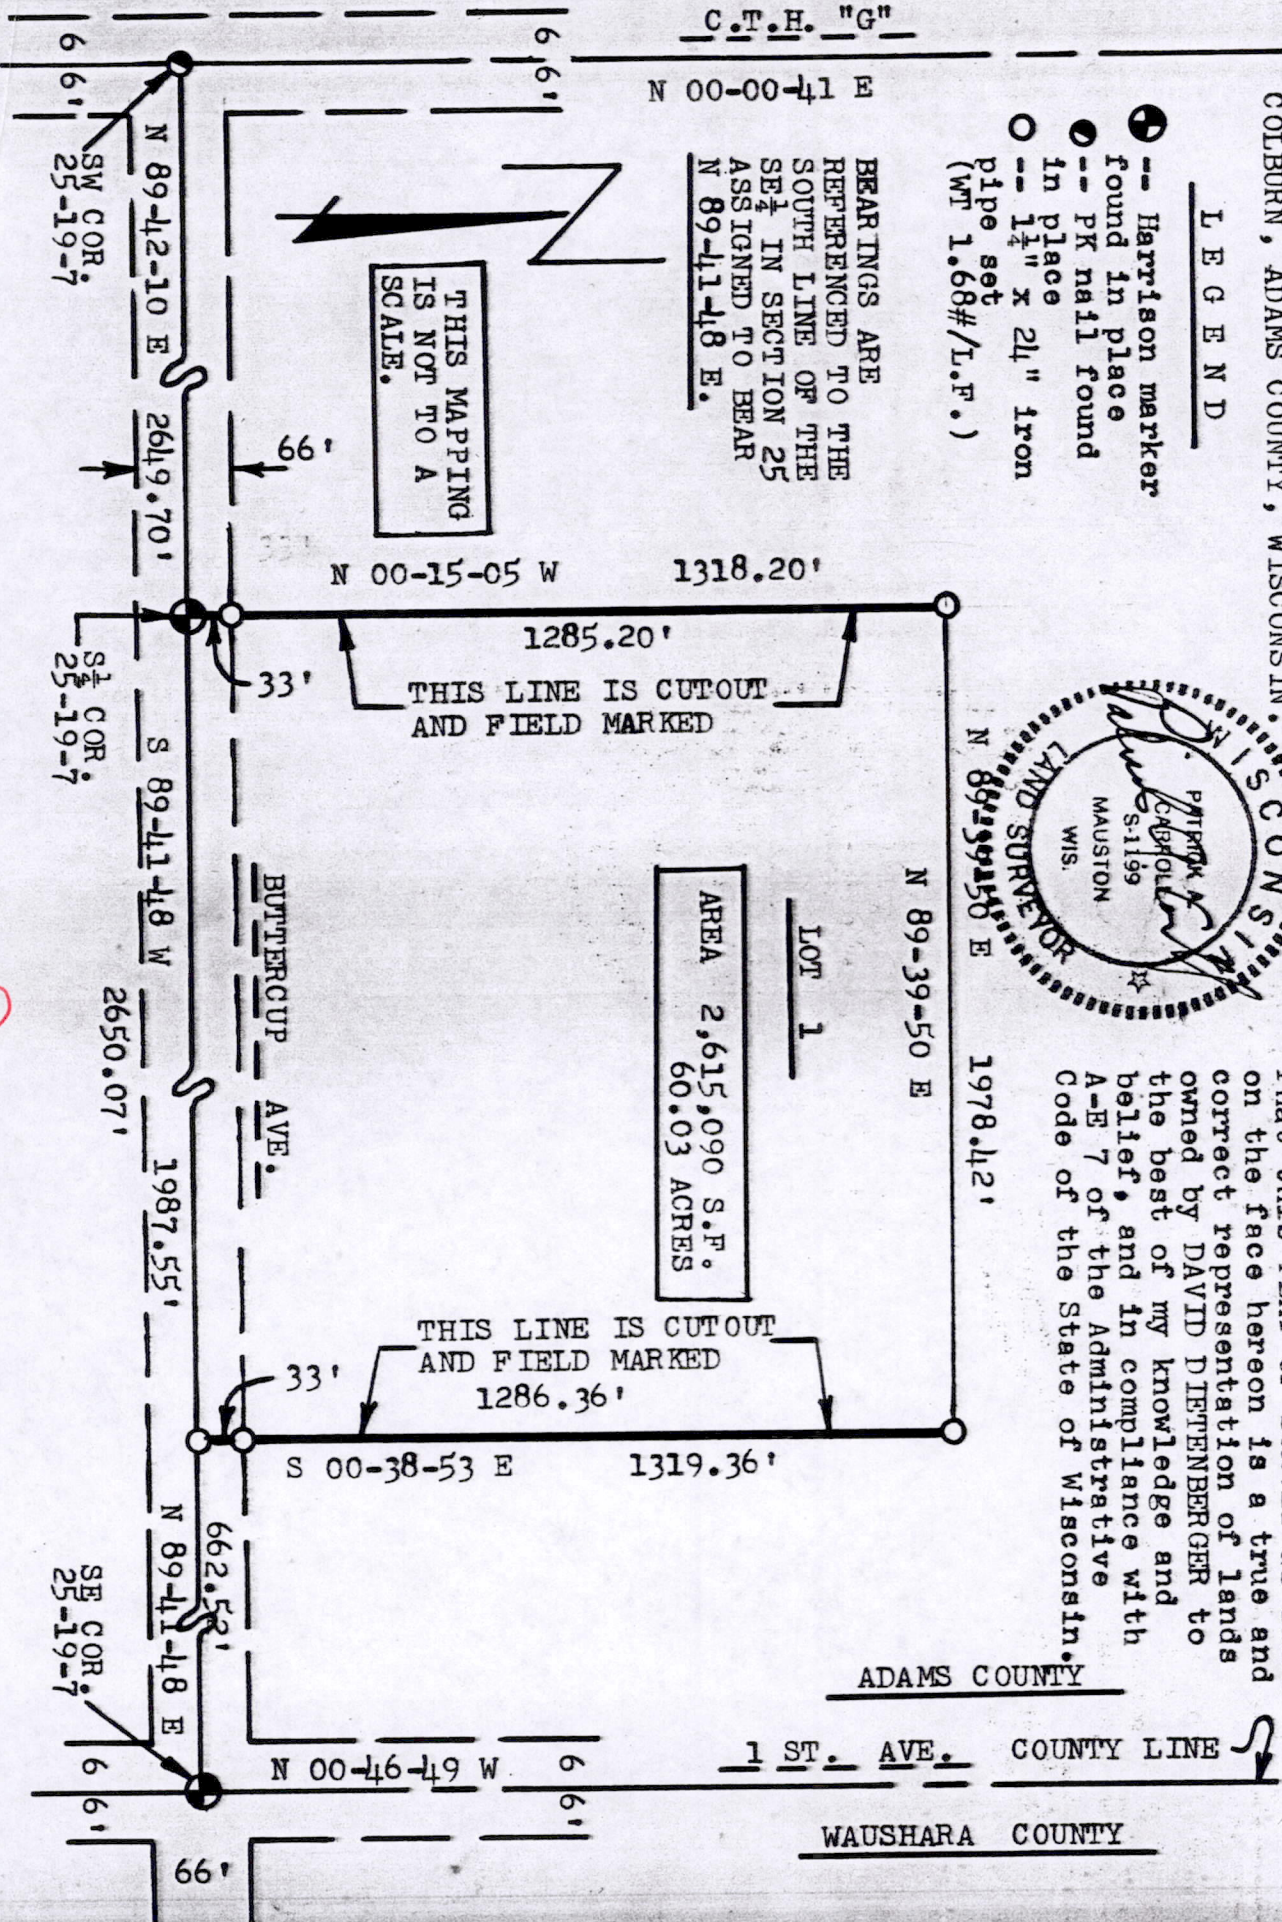 COLBURN, ADAMS COUNTY, WISCONSIN.
L E G E N D
-- Harrison marker
found in place
-- PK nail found
in place
-- 1¼" x 24" iron
pipe set
(WT 1.68#/L.F.)
BEARINGS ARE
REFERENCED TO THE
SOUTH LINE OF THE
SE¼ IN SECTION 25
ASSIGNED TO BEAR
N 89-41-48 E.
THIS MAPPING
IS NOT TO A
SCALE.
C.T.H. "G"
N 00-00-41 E
66'
66'
SW COR.
25-19-7
N 89-42-10 E
2649.70'
66'
N 00-15-05 W
1318.20'
1285.20'
33'
THIS LINE IS CUTOUT
AND FIELD MARKED
S¼ COR.
25-19-7
WISCONSIN
PATRICK A.
CARROLL
S-1199
MAUSTON
WIS.
LAND SURVEYOR
on the face hereon is a true and
correct representation of lands
owned by DAVID DIETENBERGER to
the best of my knowledge and
belief, and in compliance with
A-E 7 of the Administrative
Code of the State of Wisconsin.
N 89-39-50 E
1978.42'
N 89-39-50 E
LOT 1
AREA 2,615,090 S.F.
60.03 ACRES
BUTTERCUP AVE.
S 89-41-48 W
2650.07'
1987.55'
THIS LINE IS CUTOUT
AND FIELD MARKED
1286.36'
33'
S 00-38-53 E
1319.36'
662.52'
N 89-41-48 E
SE COR.
25-19-7
N 00-46-49 W
66'
66'
66'
1 ST. AVE.
COUNTY LINE
ADAMS COUNTY
WAUSHARA COUNTY